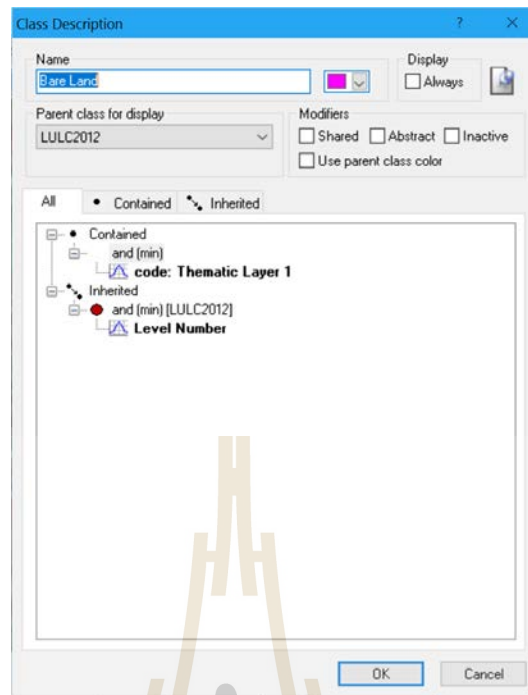 Class Description
Name
Bare Land
Display
Always
Parent class for display
LULC2012
Modifiers
Shared Abstract Inactive
Use parent class color
All Contained Inherited
Contained
and (min)
code: Thematic Layer 1
Inherited
and (min) [LULC2012]
Level Number
OK Cancel